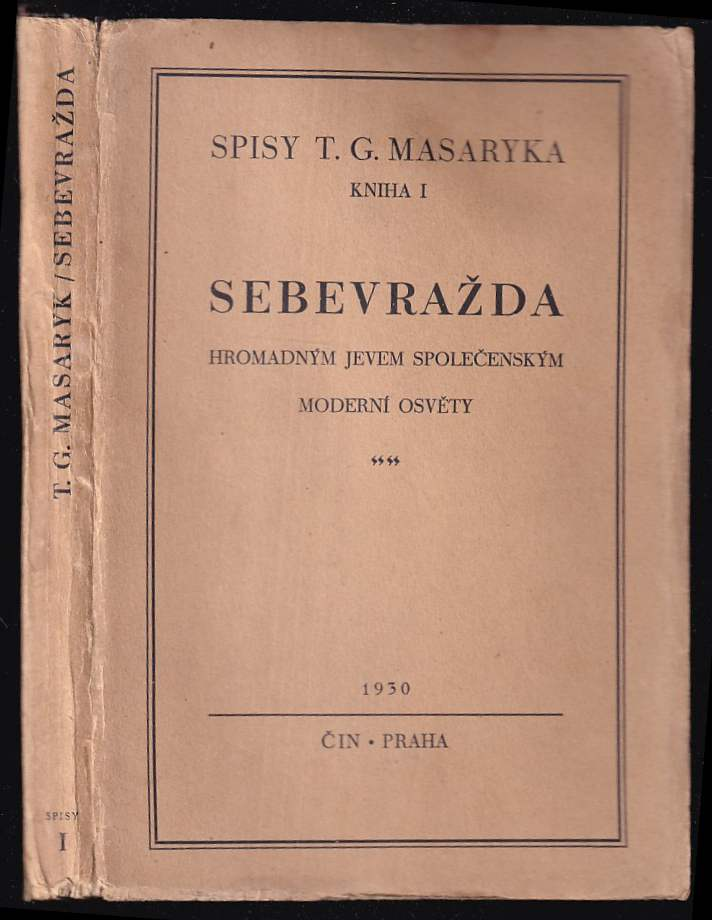 T. G. MASARYK / SEBEVRAŽDA
SPISY
I
SPISY T. G. MASARYKA
KNIHA I
SEBEVRAŽDA
HROMADNÝM JEVEM SPOLEČENSKÝM
MODERNÍ OSVĚTY
1930
ČIN • PRAHA